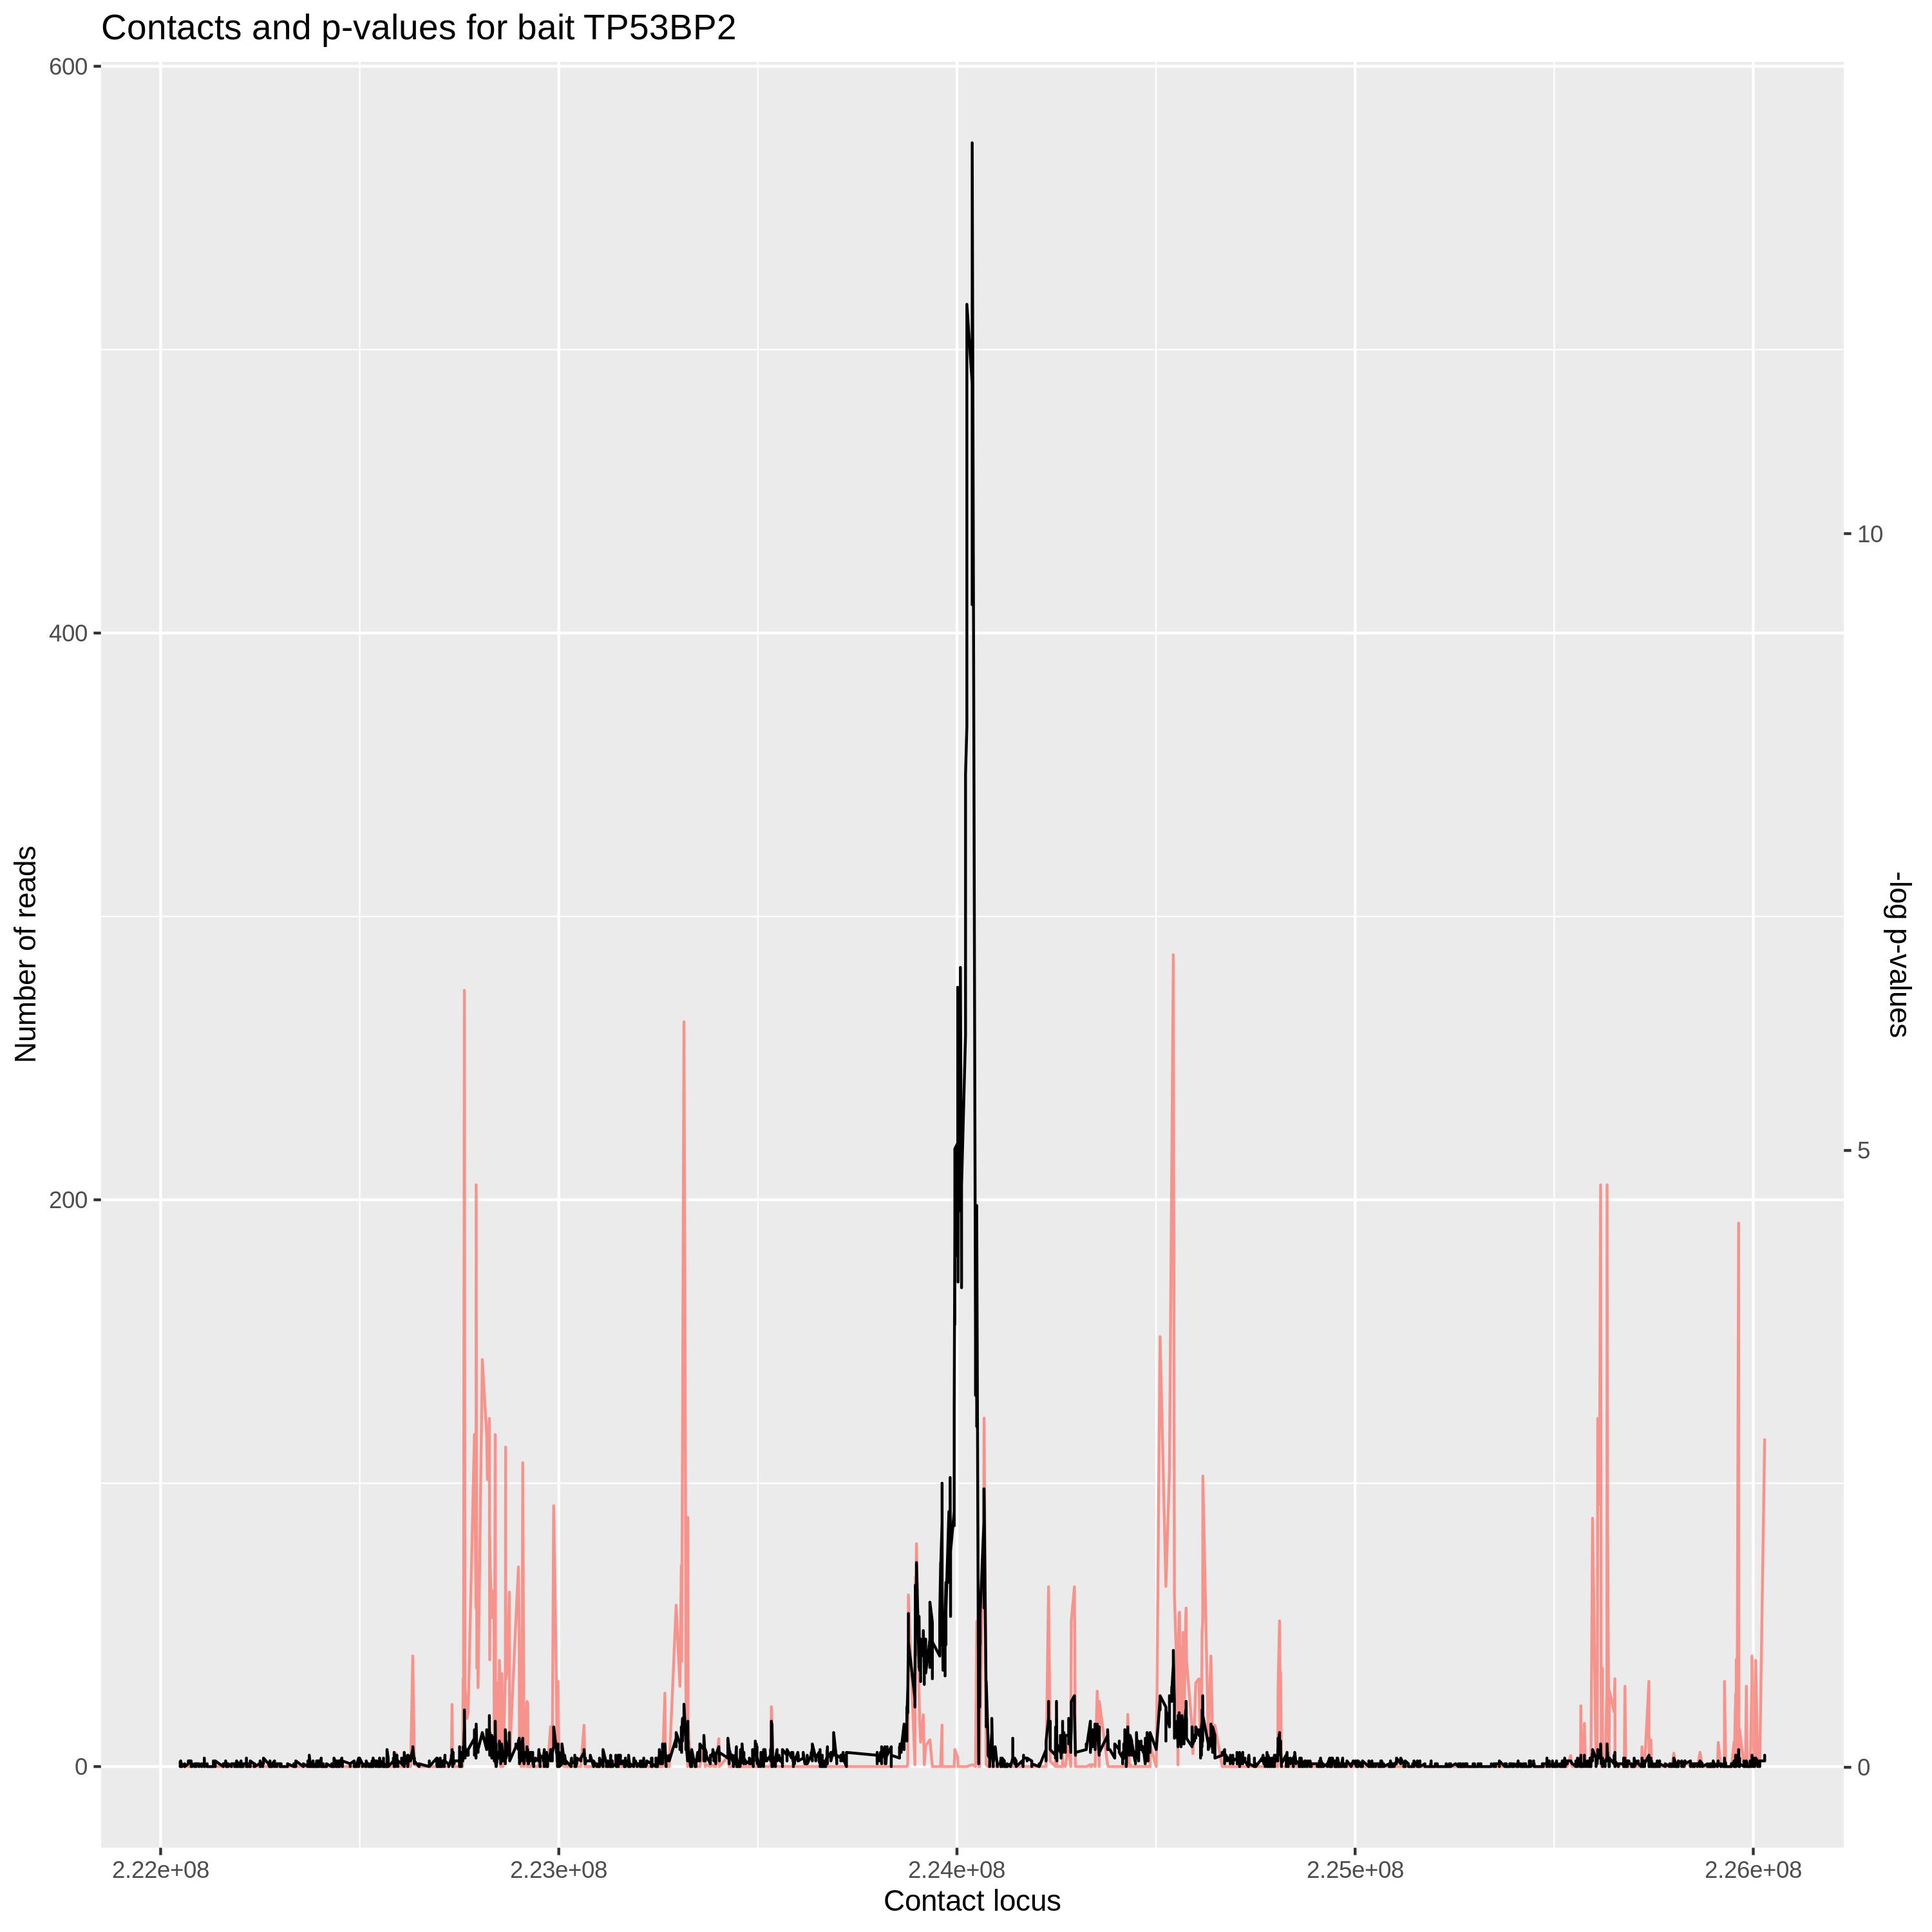 Contacts and p-values for bait TP53BP2
600
400
200
0
Number of reads
10
5
0
-log p-values
2.22e+08 2.23e+08 2.24e+08 2.25e+08 2.26e+08
Contact locus